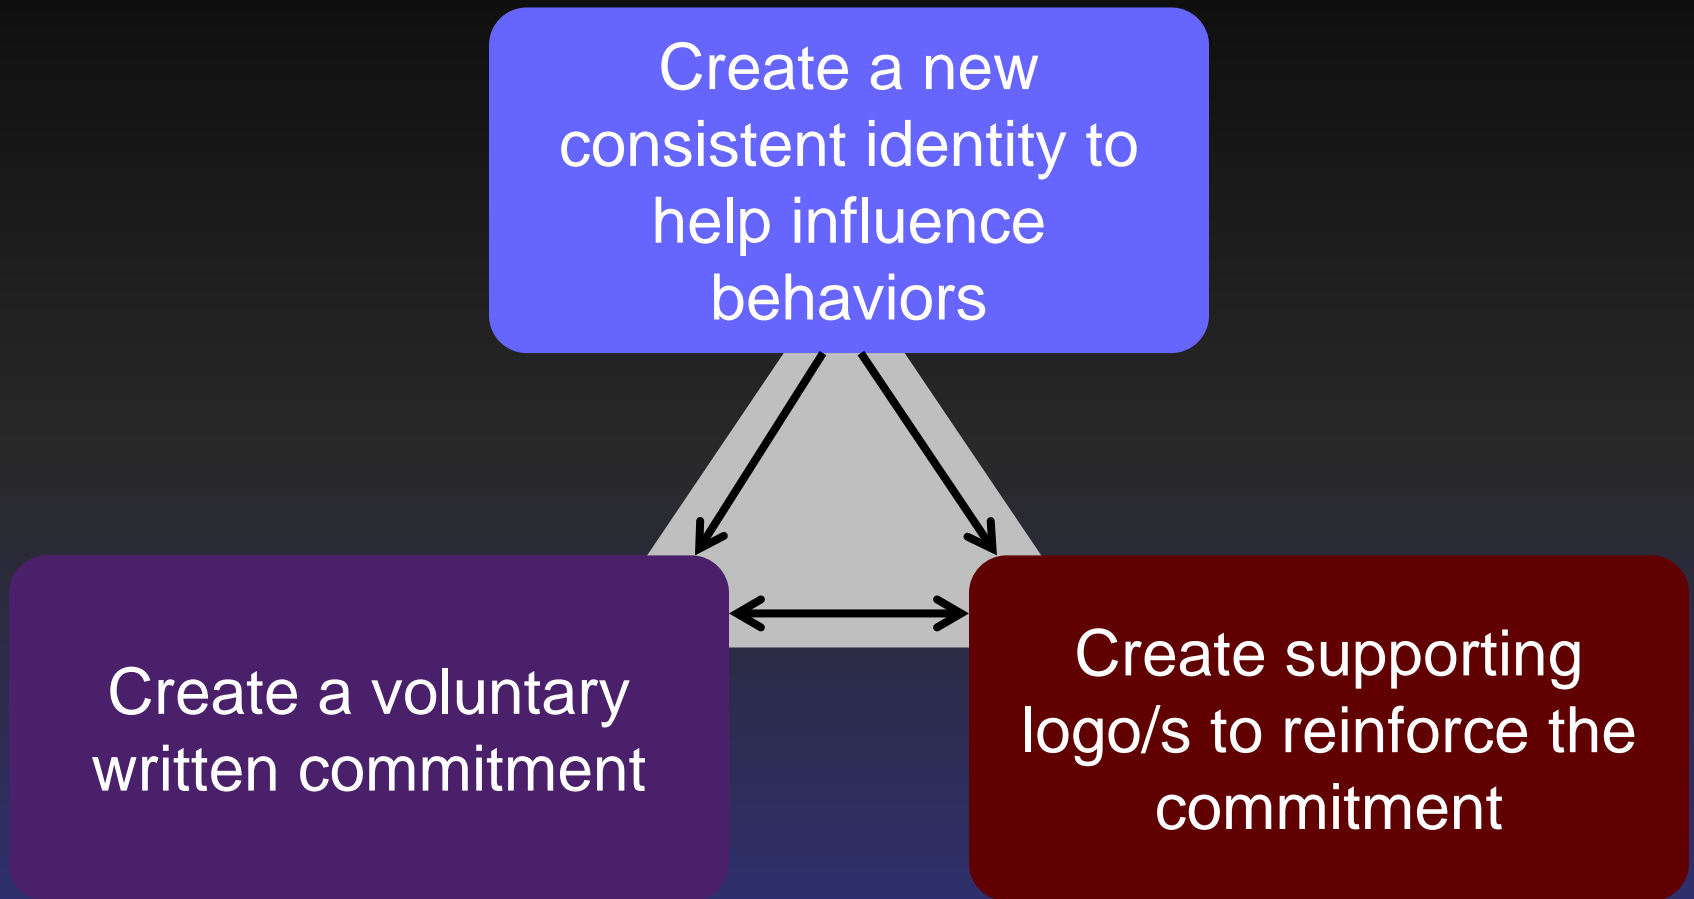 Create a new
consistent identity to
help influence
behaviors
Create a voluntary
written commitment
Create supporting
logo/s to reinforce the
commitment